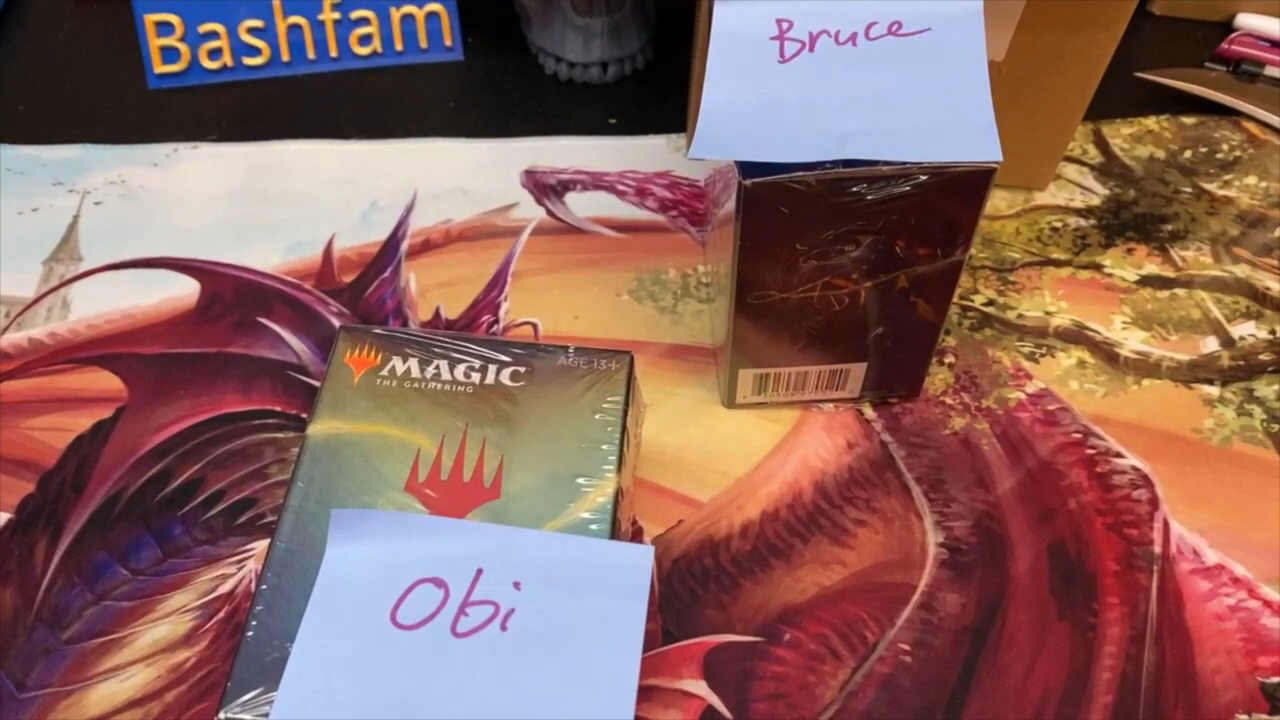 Bashfam
Bruce
MAGIC
THE GATHERING
AGE 13+
Obi